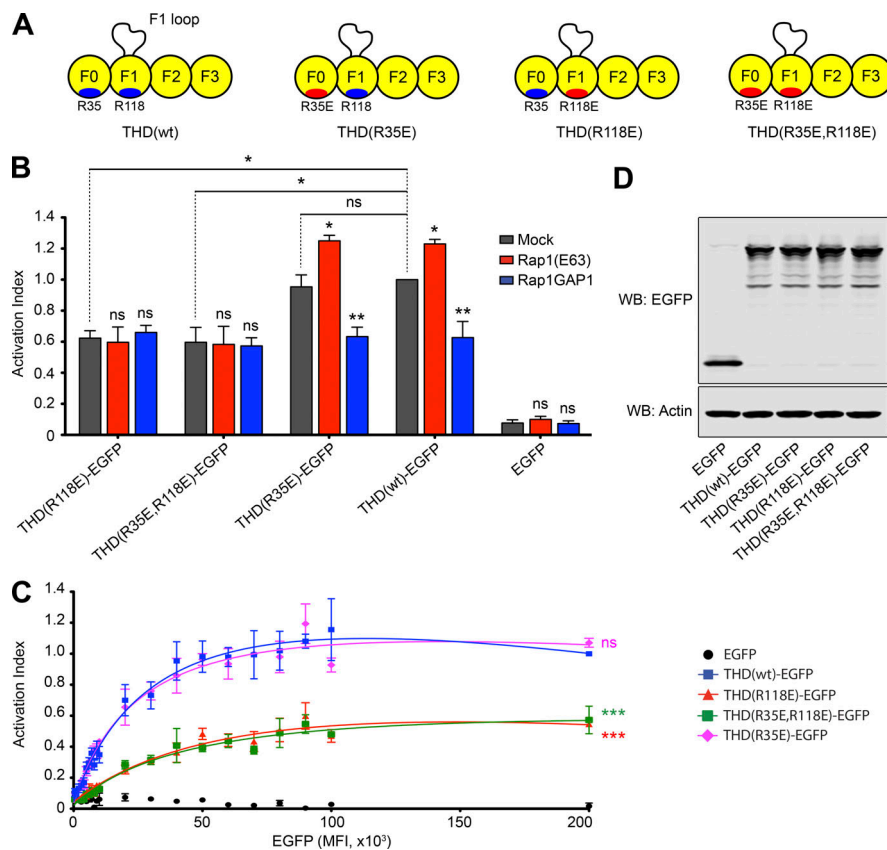 A
F1 loop
F0 F1 F2 F3
R35 R118
THD(wt)
F0 F1 F2 F3
R35E R118
THD(R35E)
F0 F1 F2 F3
R35 R118E
THD(R118E)
F0 F1 F2 F3
R35E R118E
THD(R35E,R118E)
B
*
*
ns
Activation Index
1.4
1.2
1.0
0.8
0.6
0.4
0.2
0
ns ns
ns ns
* **
* **
ns ns
Mock
Rap1(E63)
Rap1GAP1
THD(R118E)-EGFP
THD(R35E,R118E)-EGFP
THD(R35E)-EGFP
THD(wt)-EGFP
EGFP
D
WB: EGFP
WB: Actin
EGFP
THD(wt)-EGFP
THD(R35E)-EGFP
THD(R118E)-EGFP
THD(R35E,R118E)-EGFP
C
Activation Index
1.4
1.2
1.0
0.8
0.6
0.4
0.2
0
0 50 100 150 200
EGFP (MFI, x10³)
ns
***
***
EGFP
THD(wt)-EGFP
THD(R118E)-EGFP
THD(R35E,R118E)-EGFP
THD(R35E)-EGFP